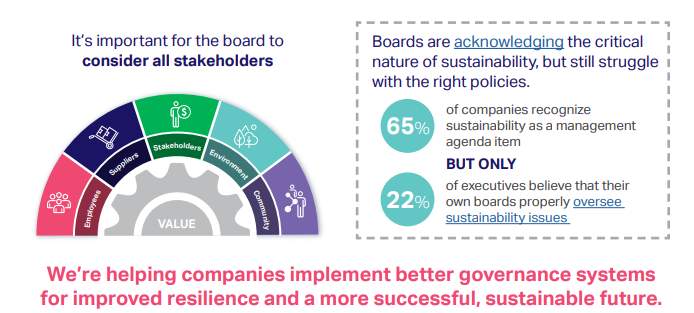 It's important for the board to
consider all stakeholders
Employees
Suppliers
Stakeholders
Environment
Community
VALUE
Boards are acknowledging the critical
nature of sustainability, but still struggle
with the right policies.
65%
of companies recognize
sustainability as a management
agenda item
BUT ONLY
22%
of executives believe that their
own boards properly oversee
sustainability issues
We're helping companies implement better governance systems
for improved resilience and a more successful, sustainable future.